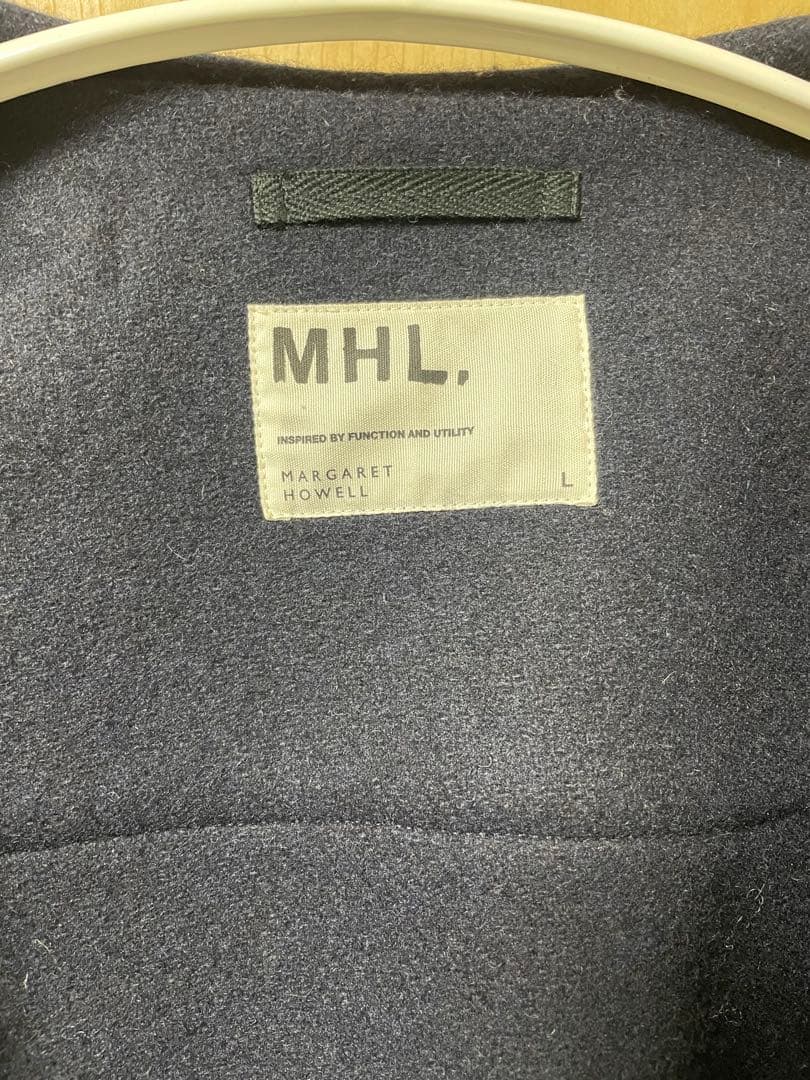 MHL.
INSPIRED BY FUNCTION AND UTILITY
MARGARET
HOWELL
L